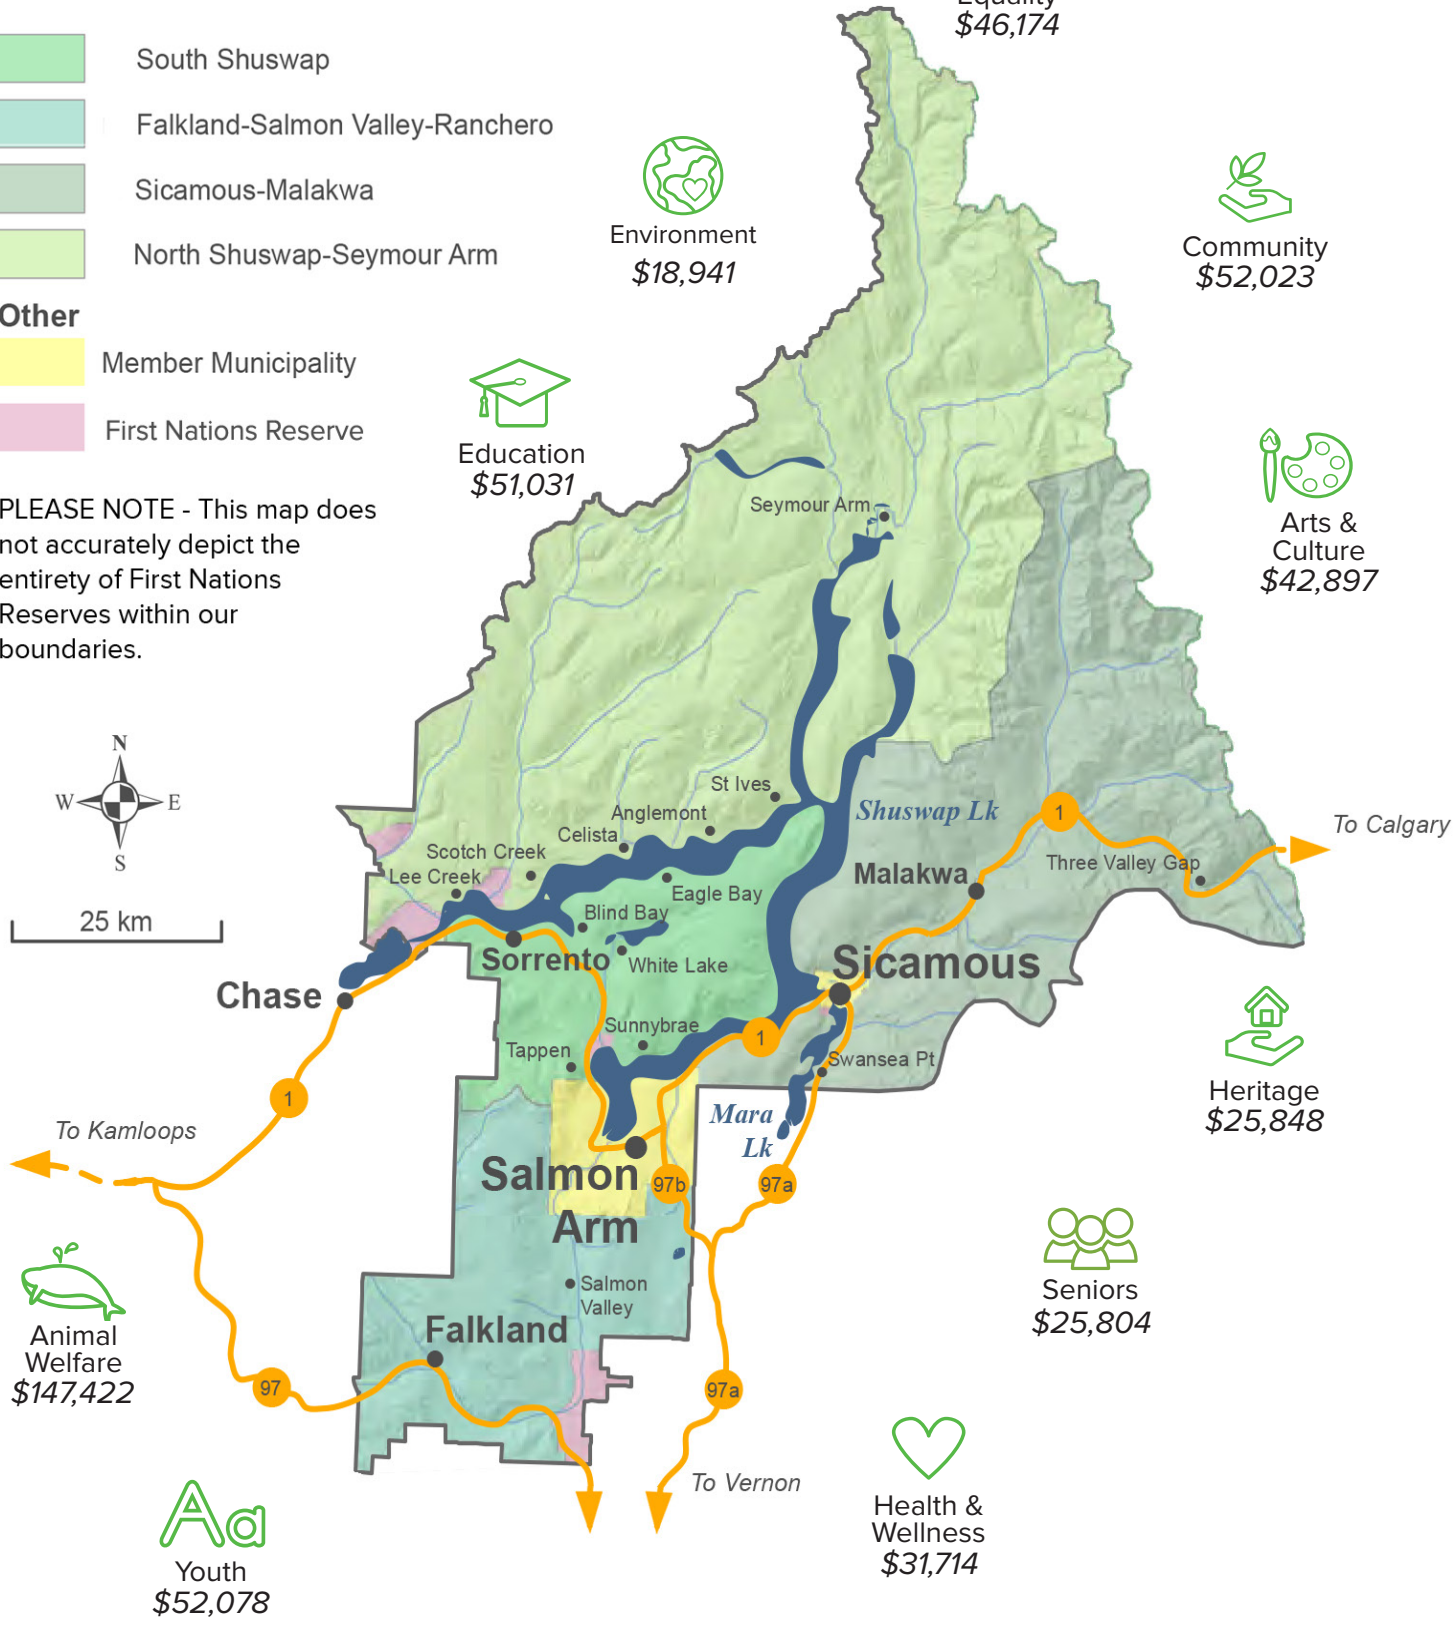 Equality
$46,174
South Shuswap
Falkland-Salmon Valley-Ranchero
Sicamous-Malakwa
North Shuswap-Seymour Arm
Other
Member Municipality
First Nations Reserve
PLEASE NOTE - This map does
not accurately depict the
entirety of First Nations
Reserves within our
boundaries.
Environment
$18,941
Community
$52,023
Education
$51,031
Arts &
Culture
$42,897
N
W
E
S
25 km
Seymour Arm
St Ives
Anglemont
Celista
Scotch Creek
Lee Creek
Shuswap Lk
1
To Calgary
Three Valley Gap
Malakwa
Eagle Bay
Blind Bay
Sorrento
White Lake
Sicamous
Chase
Sunnybrae
1
Tappen
Swansea Pt
Heritage
$25,848
1
To Kamloops
Mara
Lk
Salmon
Arm
97b
97a
Salmon
Valley
Falkland
Seniors
$25,804
Animal
Welfare
$147,422
97
97a
To Vernon
Health &
Wellness
$31,714
Aa
Youth
$52,078